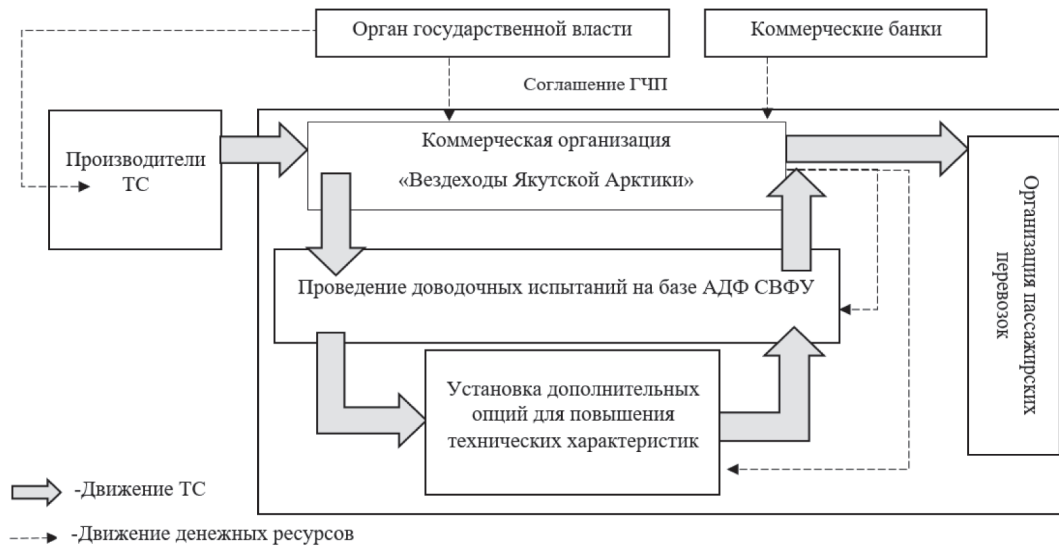 Орган государственной власти
Коммерческие банки
Соглашение ГЧП
Производители
ТС
Коммерческая организация
«Вездеходы Якутской Арктики»
Организация пассажирских
перевозок
Проведение доводочных испытаний на базе АДФ СВФУ
Установка дополнительных
опций для повышения
технических характеристик
-Движение ТС
-Движение денежных ресурсов